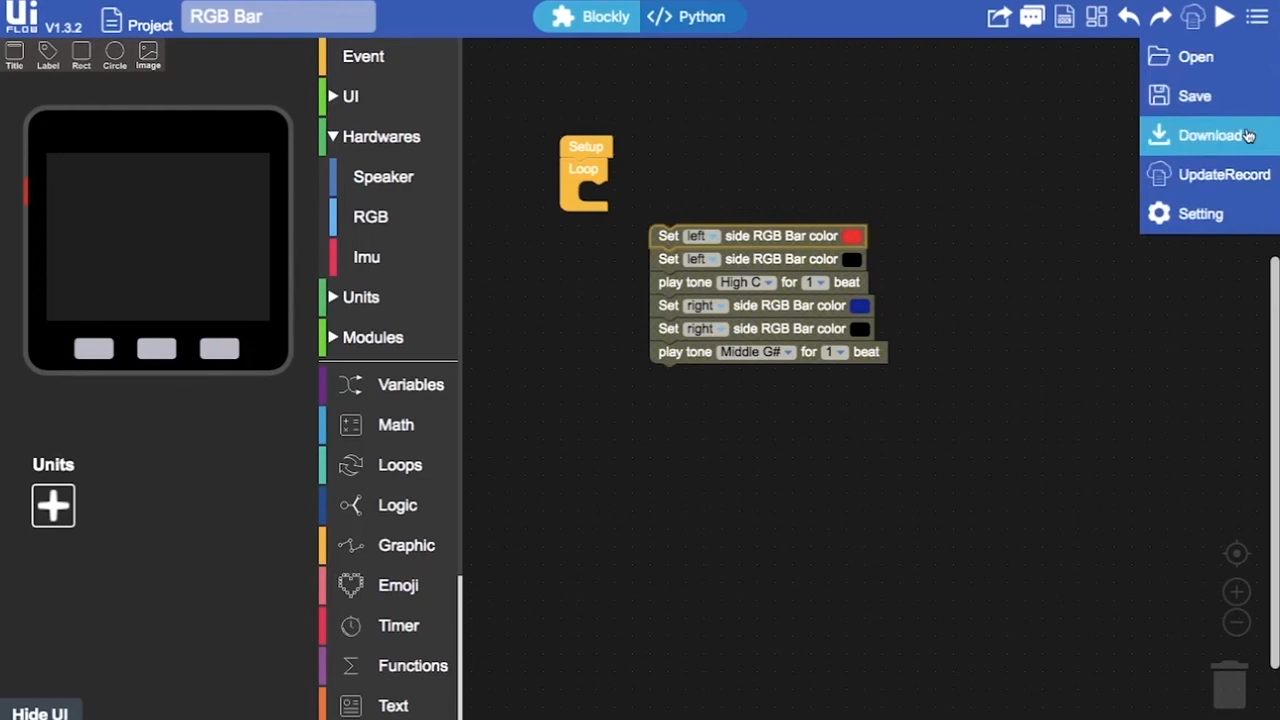 Ui FLOW V1.3.2 Project RGB Bar Blockly </> Python
Title Label Rect Circle Image
Event
UI
Hardwares
Speaker
RGB
Imu
Units
Modules
Variables
Math
Loops
Logic
Graphic
Emoji
Timer
Functions
Text
Setup
Loop
Set left side RGB Bar color
Set left side RGB Bar color
play tone High C for 1 beat
Set right side RGB Bar color
Set right side RGB Bar color
play tone Middle G# for 1 beat
Open
Save
Download
UpdateRecord
Setting
Units
Hide UI